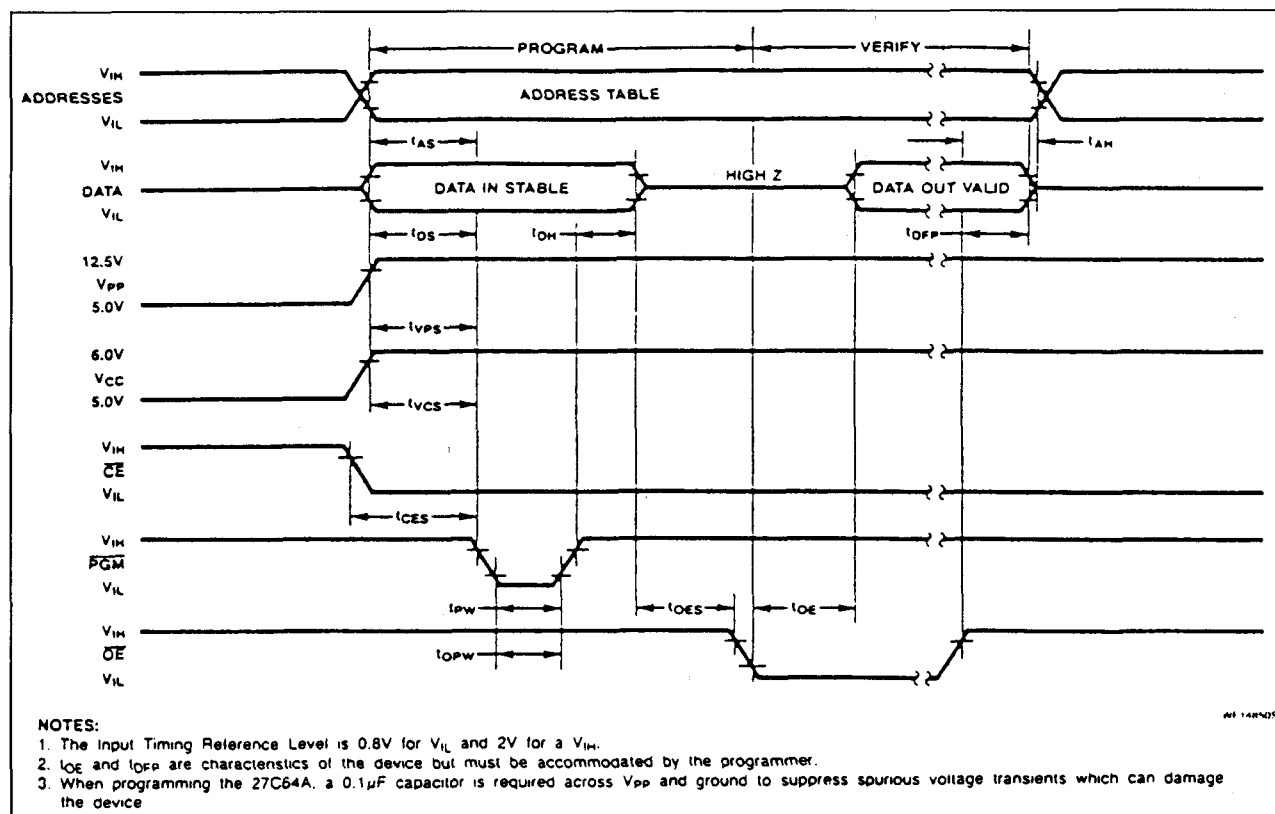 PROGRAM
VERIFY
VIH
ADDRESSES
VIL
ADDRESS TABLE
tAS
tAH
VIH
DATA
VIL
DATA IN STABLE
HIGH Z
DATA OUT VALID
tDS
tDH
tDFP
12.5V
VPP
5.0V
tVPS
6.0V
VCC
5.0V
tVCS
VIH
CE
VIL
tCES
VIH
PGM
VIL
tPW
tOES
tOE
VIH
OE
VIL
tOPW
NOTES:
1. The Input Timing Reference Level is 0.8V for VIL and 2V for a VIH.
2. tOE and tDFP are characteristics of the device but must be accommodated by the programmer.
3. When programming the 27C64A, a 0.1μF capacitor is required across VPP and ground to suppress spurious voltage transients which can damage
the device